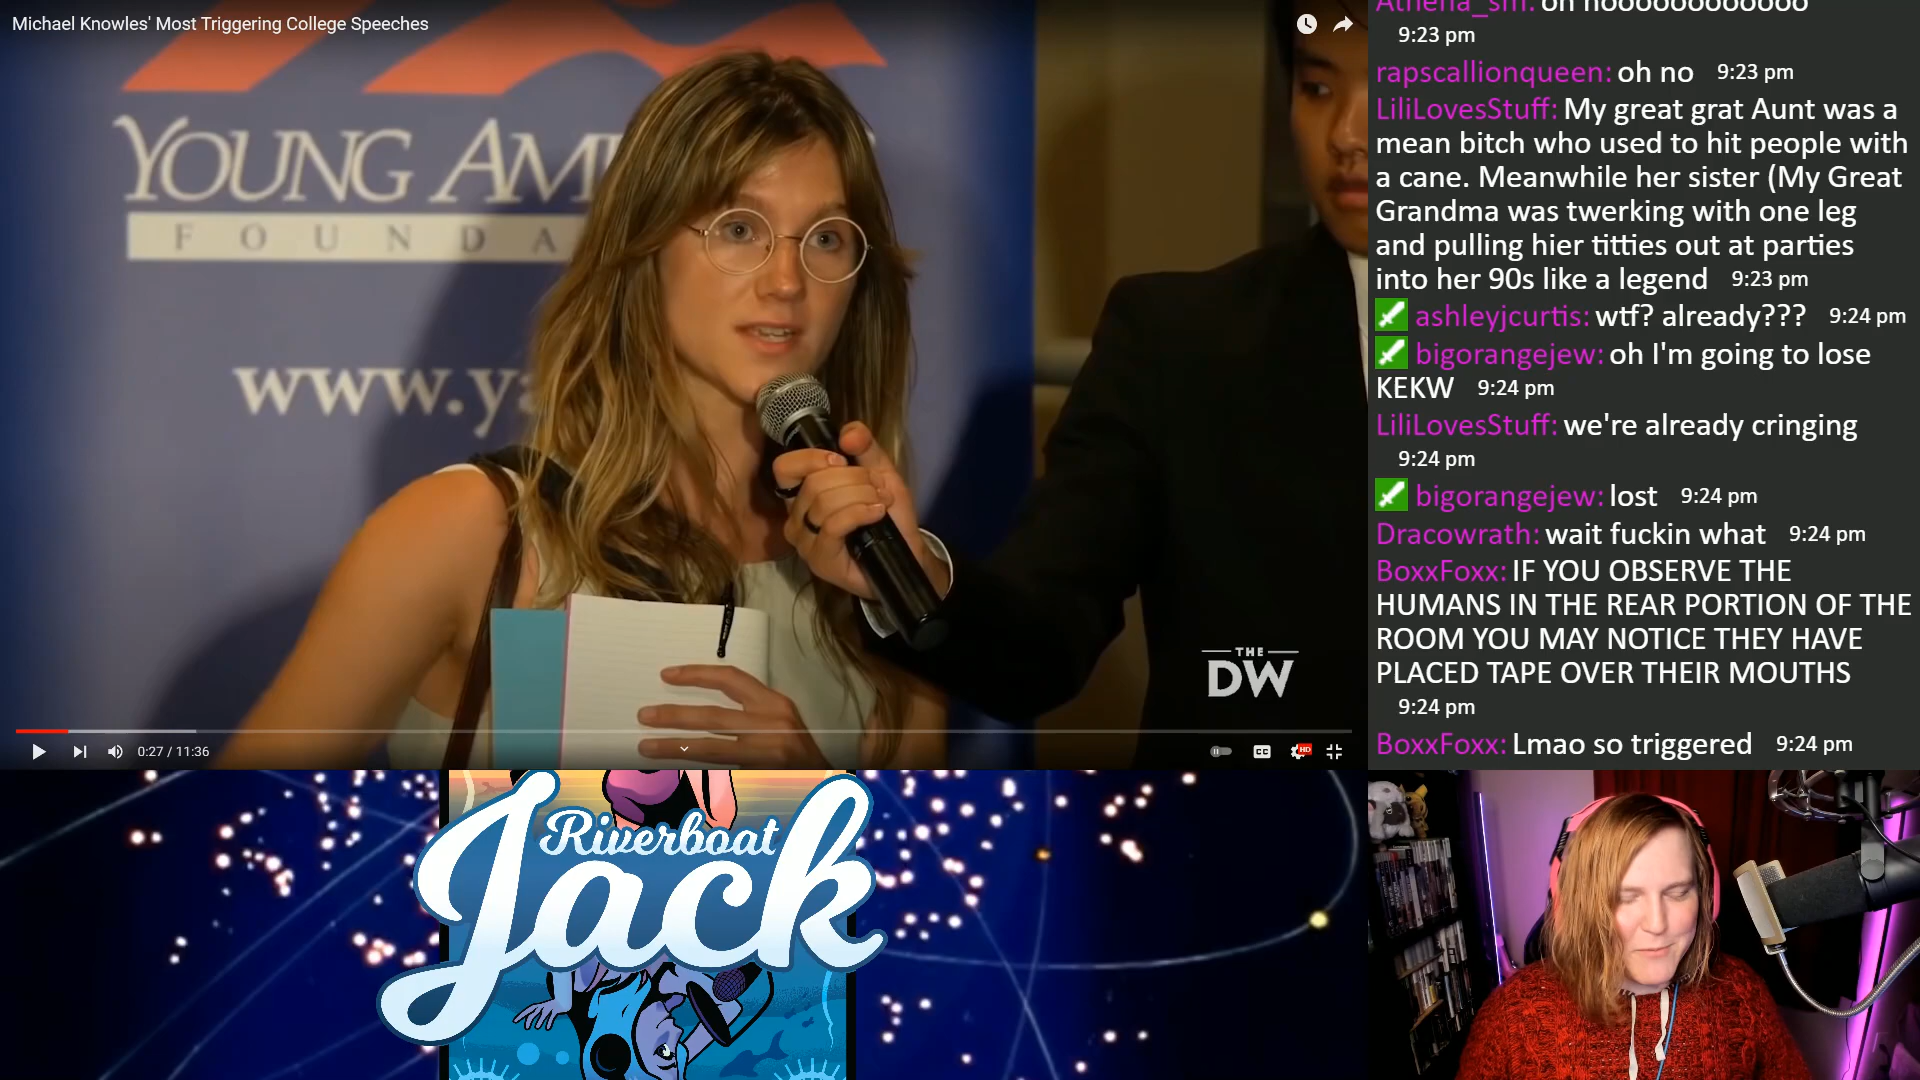 Michael Knowles' Most Triggering College Speeches
YOUNG AM
FOUNDA
www.ya
THE
DW
0:27 / 11:36
CC
HD
Riverboat
Jack
Athena_sin: oh nooooooooooooo
9:23 pm
rapscallionqueen: oh no 9:23 pm
LiliLovesStuff: My great grat Aunt was a
mean bitch who used to hit people with
a cane. Meanwhile her sister (My Great
Grandma was twerking with one leg
and pulling hier titties out at parties
into her 90s like a legend 9:23 pm
ashleyjcurtis: wtf? already??? 9:24 pm
bigorangejew: oh I'm going to lose
KEKW 9:24 pm
LiliLovesStuff: we're already cringing
9:24 pm
bigorangejew: lost 9:24 pm
Dracowrath: wait fuckin what 9:24 pm
BoxxFoxx: IF YOU OBSERVE THE
HUMANS IN THE REAR PORTION OF THE
ROOM YOU MAY NOTICE THEY HAVE
PLACED TAPE OVER THEIR MOUTHS
9:24 pm
BoxxFoxx: Lmao so triggered 9:24 pm